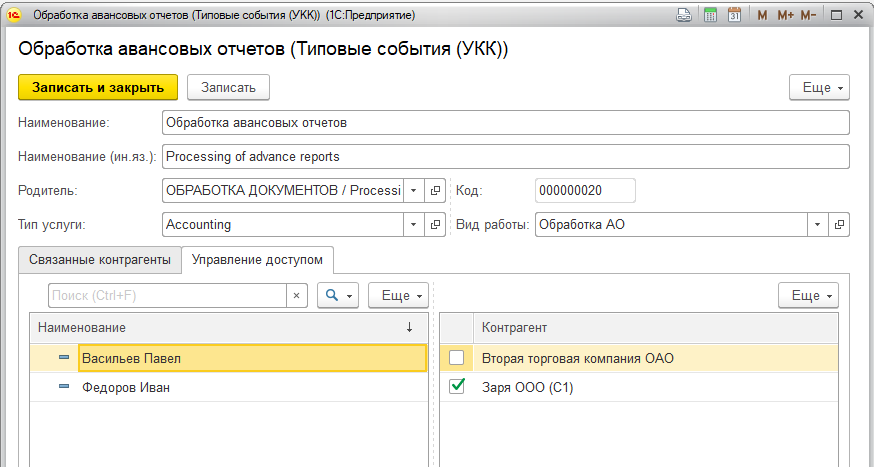 Обработка авансовых отчетов (Типовые события (УКК)) (1С:Предприятие)
M M+ M-
Обработка авансовых отчетов (Типовые события (УКК))
Записать и закрыть Записать Еще
Наименование: Обработка авансовых отчетов
Наименование (ин.яз.): Processing of advance reports
Родитель: ОБРАБОТКА ДОКУМЕНТОВ / Processi Код: 000000020
Тип услуги: Accounting Вид работы: Обработка АО
Связанные контрагенты Управление доступом
Поиск (Ctrl+F) Еще Еще
Наименование Контрагент
Васильев Павел Вторая торговая компания ОАО
Федоров Иван Заря ООО (С1)